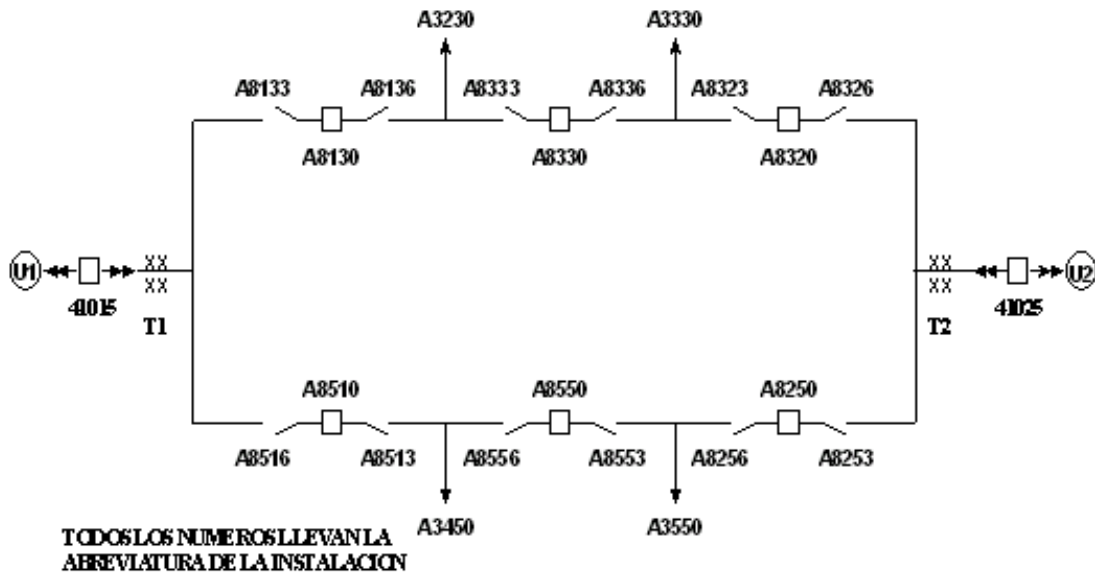 A3230 A3330
A8133 A8136 A8333 A8336 A8323 A8326
A8130 A8330 A8320
U1 U2
41015 41025
T1 T2
A8510 A8550 A8250
A8516 A8513 A8556 A8553 A8256 A8253
A3450 A3550
TODOS LOS NUMEROS LLEVAN LA
ABREVIATURA DE LA INSTALACION